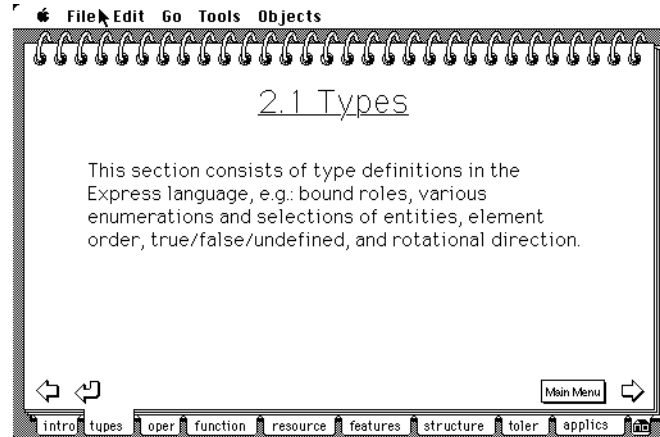 File Edit Go Tools Objects
2.1 Types
This section consists of type definitions in the
Express language, e.g.: bound roles, various
enumerations and selections of entities, element
order, true/false/undefined, and rotational direction.
Main Menu
intro types oper function resource features structure toler applics